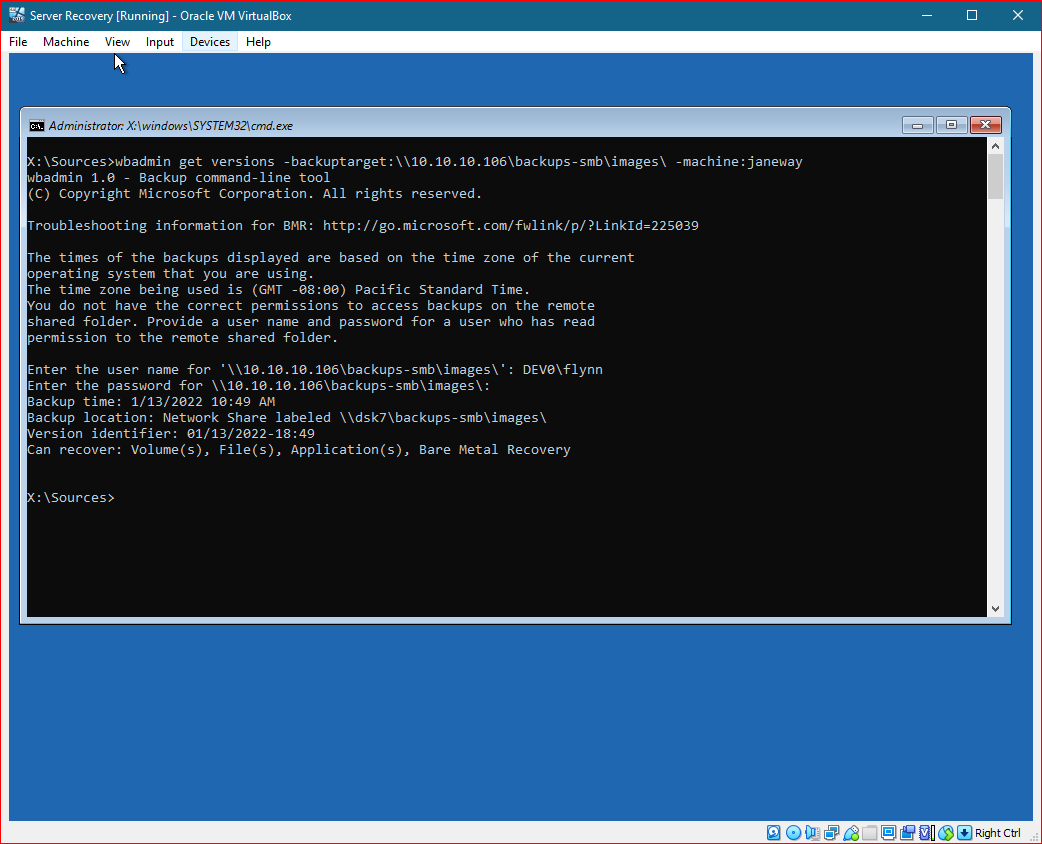 Server Recovery [Running] - Oracle VM VirtualBox
File Machine View Input Devices Help
Administrator: X:\windows\SYSTEM32\cmd.exe
X:\Sources>wbadmin get versions -backuptarget:\\10.10.10.106\backups-smb\images\ -machine:janeway
wbadmin 1.0 - Backup command-line tool
(C) Copyright Microsoft Corporation. All rights reserved.
Troubleshooting information for BMR: http://go.microsoft.com/fwlink/p/?LinkId=225039
The times of the backups displayed are based on the time zone of the current
operating system that you are using.
The time zone being used is (GMT -08:00) Pacific Standard Time.
You do not have the correct permissions to access backups on the remote
shared folder. Provide a user name and password for a user who has read
permission to the remote shared folder.
Enter the user name for '\\10.10.10.106\backups-smb\images\': DEV0\flynn
Enter the password for \\10.10.10.106\backups-smb\images\:
Backup time: 1/13/2022 10:49 AM
Backup location: Network Share labeled \\dsk7\backups-smb\images\
Version identifier: 01/13/2022-18:49
Can recover: Volume(s), File(s), Application(s), Bare Metal Recovery
X:\Sources>
Right Ctrl